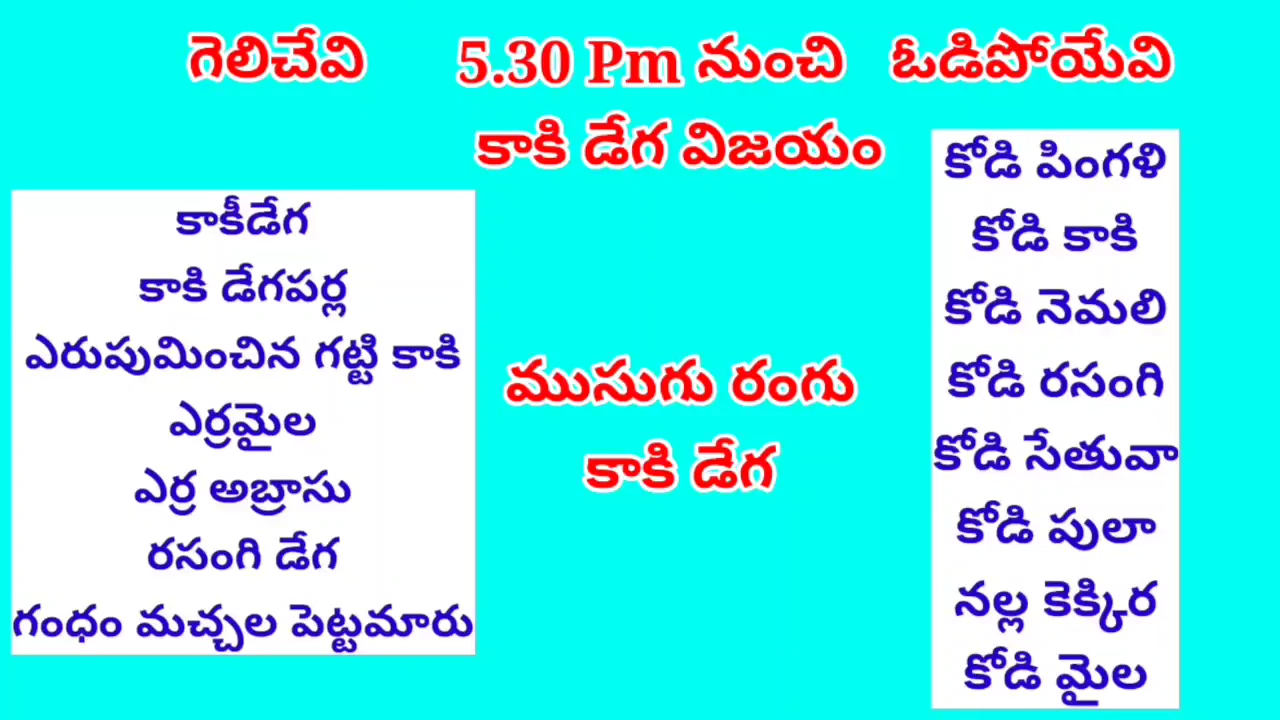 గెలిచేవి
5.30 Pm నుంచి
ఓడిపోయేవి
కాకి డేగ విజయం
కాకీడేగ
కాకి డేగపర్ల
ఎరుపుమించిన గట్టి కాకి
ఎర్రమైల
ఎర్ర అబ్రాసు
రసంగి డేగ
గంధం మచ్చల పెట్టమారు
ముసుగు రంగు
కాకి డేగ
కోడి పింగళి
కోడి కాకి
కోడి నెమలి
కోడి రసంగి
కోడి సేతువా
కోడి పులా
నల్ల కెక్కిర
కోడి మైల